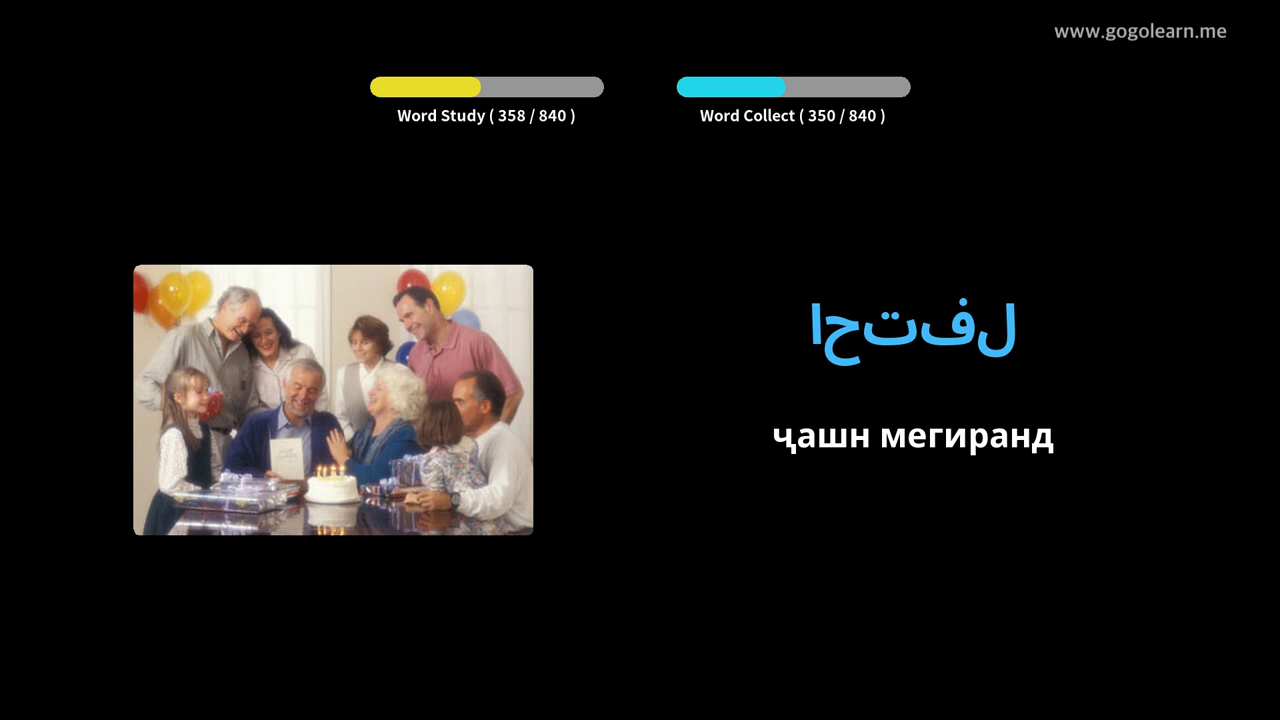 www.gogolearn.me
Word Study ( 358 / 840 )
Word Collect ( 350 / 840 )
احتفل
ҷашн мегиранд